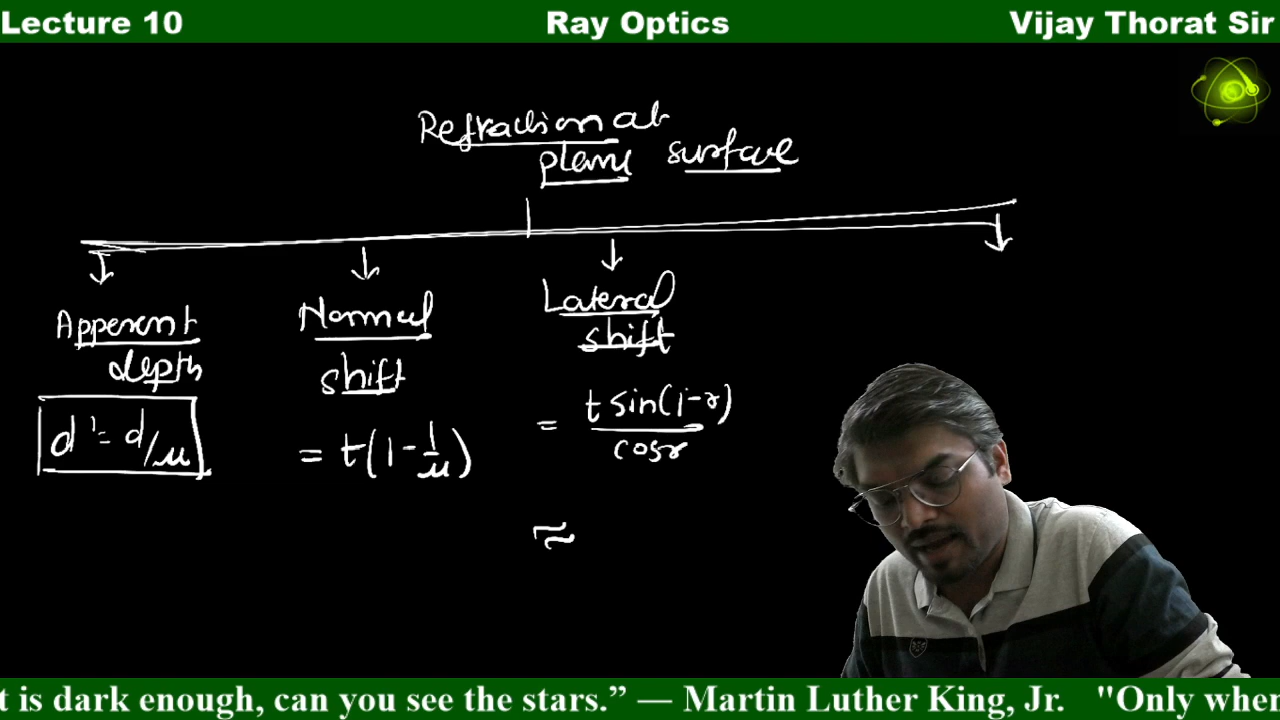 Lecture 10 Ray Optics Vijay Thorat Sir
Refraction at
plane surface
Apperent
depth
d' = d/μ
Normal
shift
= t(1-1/μ)
Lateral
shift
= t sin(i-r)/cosr
≈
t is dark enough, can you see the stars.” — Martin Luther King, Jr. "Only when